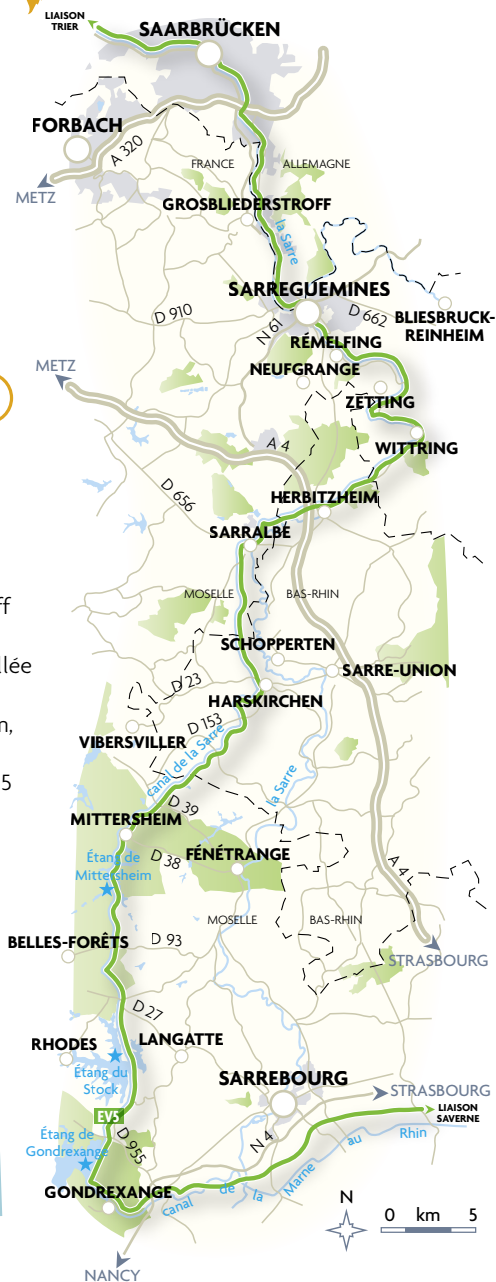 LIAISON
TRIER
SAARBRÜCKEN
FORBACH
A 320
FRANCE
ALLEMAGNE
METZ
GROSBLIEDERSTROFF
la Sarre
SARREGUEMINES
D 910
N 61
D 662
BLIESBRUCK-
REINHEIM
RÉMELFING
NEUFGRANGE
METZ
ZETTING
A 4
WITTRING
D 656
HERBITZHEIM
SARRALBE
MOSELLE
BAS-RHIN
ff
SCHOPPERTEN
llée
SARRE-UNION
D 23
HARSKIRCHEN
n,
D 153
VIBERSVILLER
canal de la Sarre
la Sarre
5
D 39
MITTERSHEIM
Étang de
Mittersheim
D 38
FÉNÉTRANGE
A 4
MOSELLE
BAS-RHIN
BELLES-FORÊTS
D 93
STRASBOURG
D 27
RHODES
LANGATTE
Étang du
Stock
SARREBOURG
STRASBOURG
LIAISON
SAVERNE
EV5
Étang de
Gondrexange
D 955
N 4
canal de la Marne au Rhin
GONDREXANGE
N
0 km 5
NANCY